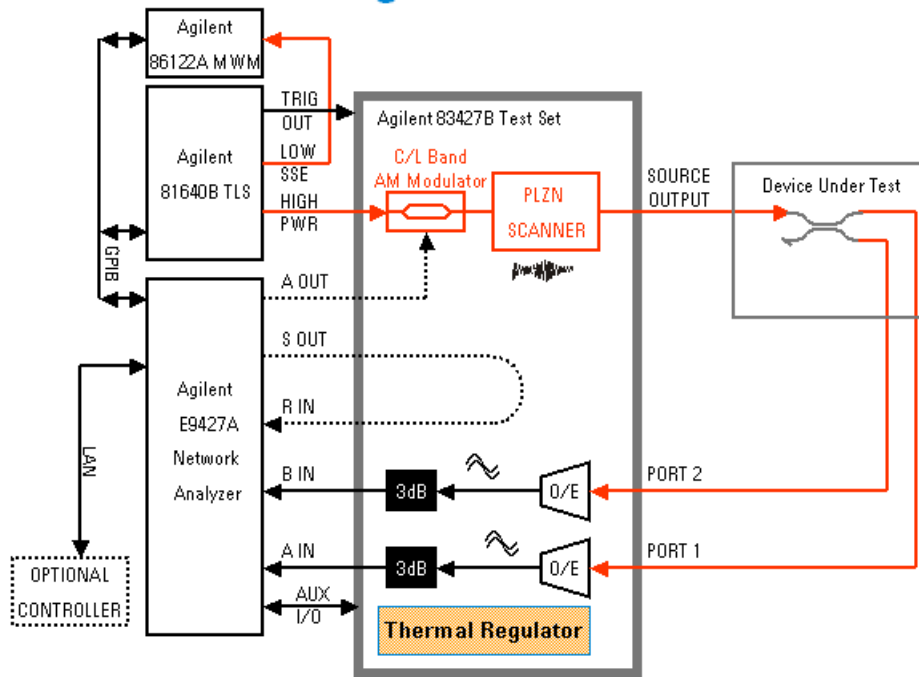 Agilent
86122A MWM
TRIG
OUT
Agilent 83427B Test Set
Agilent
81640B TLS
LOW
SSE
C/L Band
AM Modulator
HIGH
PWR
PLZN
SCANNER
SOURCE
OUTPUT
Device Under Test
GPIB
A OUT
S OUT
Agilent
E9427A
Network
Analyzer
R IN
LAN
B IN
3dB
O/E
PORT 2
A IN
3dB
O/E
PORT 1
OPTIONAL
CONTROLLER
AUX
I/O
Thermal Regulator